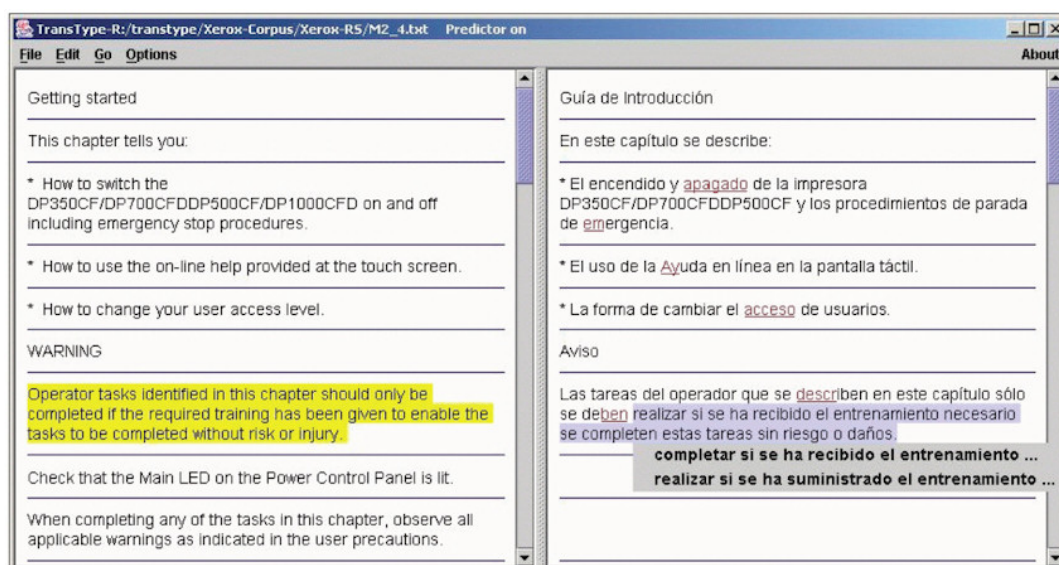 TransType-R:/transtype/Xerox-Corpus/Xerox-RS/M2_4.txt    Predictor on
File  Edit  Go  Options  About
Getting started
This chapter tells you:
* How to switch the
DP350CF/DP700CFDDP500CF/DP1000CFD on and off
including emergency stop procedures.
* How to use the on-line help provided at the touch screen.
* How to change your user access level.
WARNING
Operator tasks identified in this chapter should only be
completed if the required training has been given to enable the
tasks to be completed without risk or injury.
Check that the Main LED on the Power Control Panel is lit.
When completing any of the tasks in this chapter, observe all
applicable warnings as indicated in the user precautions.
Guía de Introducción
En este capítulo se describe:
* El encendido y apagado de la impresora
DP350CF/DP700CFDDP500CF y los procedimientos de parada
de emergencia.
* El uso de la Ayuda en línea en la pantalla táctil.
* La forma de cambiar el acceso de usuarios.
Aviso
Las tareas del operador que se describen en este capítulo sólo
se deben realizar si se ha recibido el entrenamiento necesario
se completen estas tareas sin riesgo o daños.
completar si se ha recibido el entrenamiento ...
realizar si se ha suministrado el entrenamiento ...